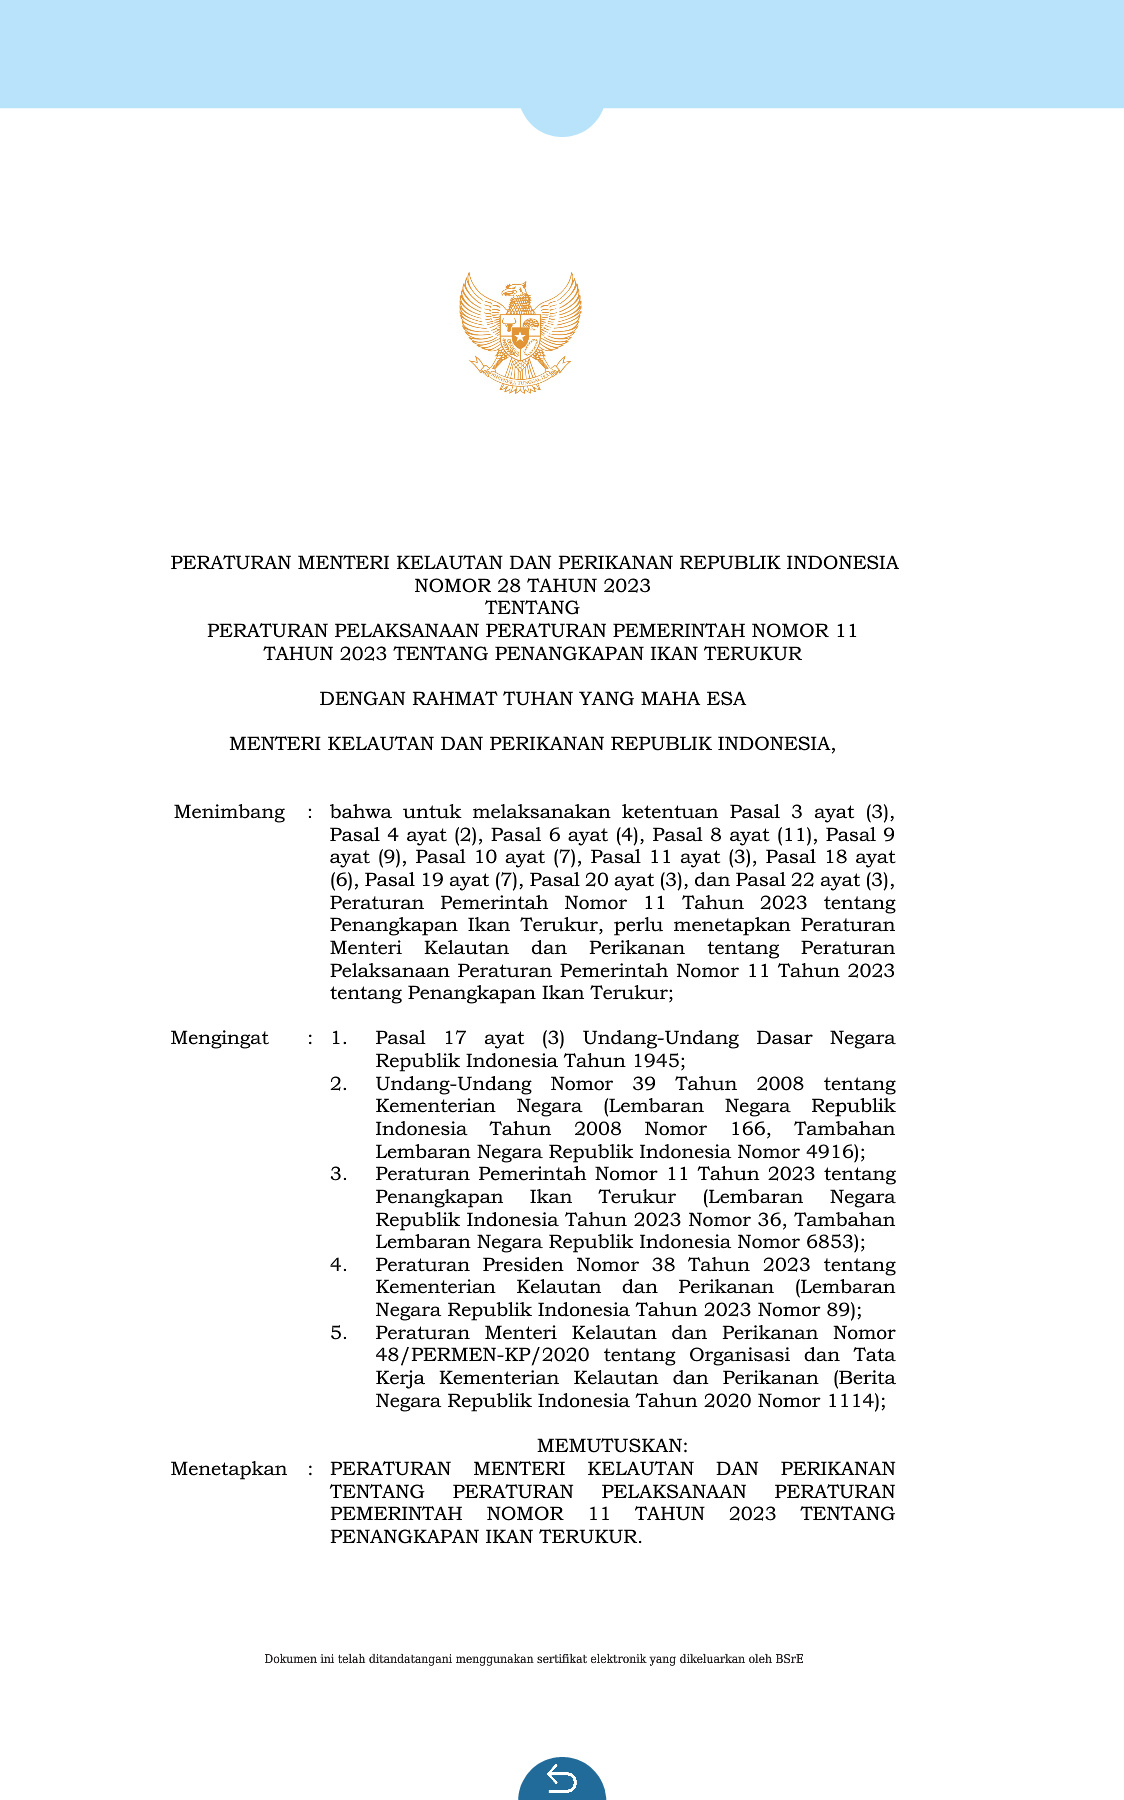 PERATURAN MENTERI KELAUTAN DAN PERIKANAN REPUBLIK INDONESIA
NOMOR 28 TAHUN 2023
TENTANG
PERATURAN PELAKSANAAN PERATURAN PEMERINTAH NOMOR 11
TAHUN 2023 TENTANG PENANGKAPAN IKAN TERUKUR
DENGAN RAHMAT TUHAN YANG MAHA ESA
MENTERI KELAUTAN DAN PERIKANAN REPUBLIK INDONESIA,
Menimbang : bahwa untuk melaksanakan ketentuan Pasal 3 ayat (3),
Pasal 4 ayat (2), Pasal 6 ayat (4), Pasal 8 ayat (11), Pasal 9
ayat (9), Pasal 10 ayat (7), Pasal 11 ayat (3), Pasal 18 ayat
(6), Pasal 19 ayat (7), Pasal 20 ayat (3), dan Pasal 22 ayat (3),
Peraturan Pemerintah Nomor 11 Tahun 2023 tentang
Penangkapan Ikan Terukur, perlu menetapkan Peraturan
Menteri Kelautan dan Perikanan tentang Peraturan
Pelaksanaan Peraturan Pemerintah Nomor 11 Tahun 2023
tentang Penangkapan Ikan Terukur;
Mengingat : 1. Pasal 17 ayat (3) Undang-Undang Dasar Negara
Republik Indonesia Tahun 1945;
2. Undang-Undang Nomor 39 Tahun 2008 tentang
Kementerian Negara (Lembaran Negara Republik
Indonesia Tahun 2008 Nomor 166, Tambahan
Lembaran Negara Republik Indonesia Nomor 4916);
3. Peraturan Pemerintah Nomor 11 Tahun 2023 tentang
Penangkapan Ikan Terukur (Lembaran Negara
Republik Indonesia Tahun 2023 Nomor 36, Tambahan
Lembaran Negara Republik Indonesia Nomor 6853);
4. Peraturan Presiden Nomor 38 Tahun 2023 tentang
Kementerian Kelautan dan Perikanan (Lembaran
Negara Republik Indonesia Tahun 2023 Nomor 89);
5. Peraturan Menteri Kelautan dan Perikanan Nomor
48/PERMEN-KP/2020 tentang Organisasi dan Tata
Kerja Kementerian Kelautan dan Perikanan (Berita
Negara Republik Indonesia Tahun 2020 Nomor 1114);
MEMUTUSKAN:
Menetapkan : PERATURAN MENTERI KELAUTAN DAN PERIKANAN
TENTANG PERATURAN PELAKSANAAN PERATURAN
PEMERINTAH NOMOR 11 TAHUN 2023 TENTANG
PENANGKAPAN IKAN TERUKUR.
Dokumen ini telah ditandatangani menggunakan sertifikat elektronik yang dikeluarkan oleh BSrE